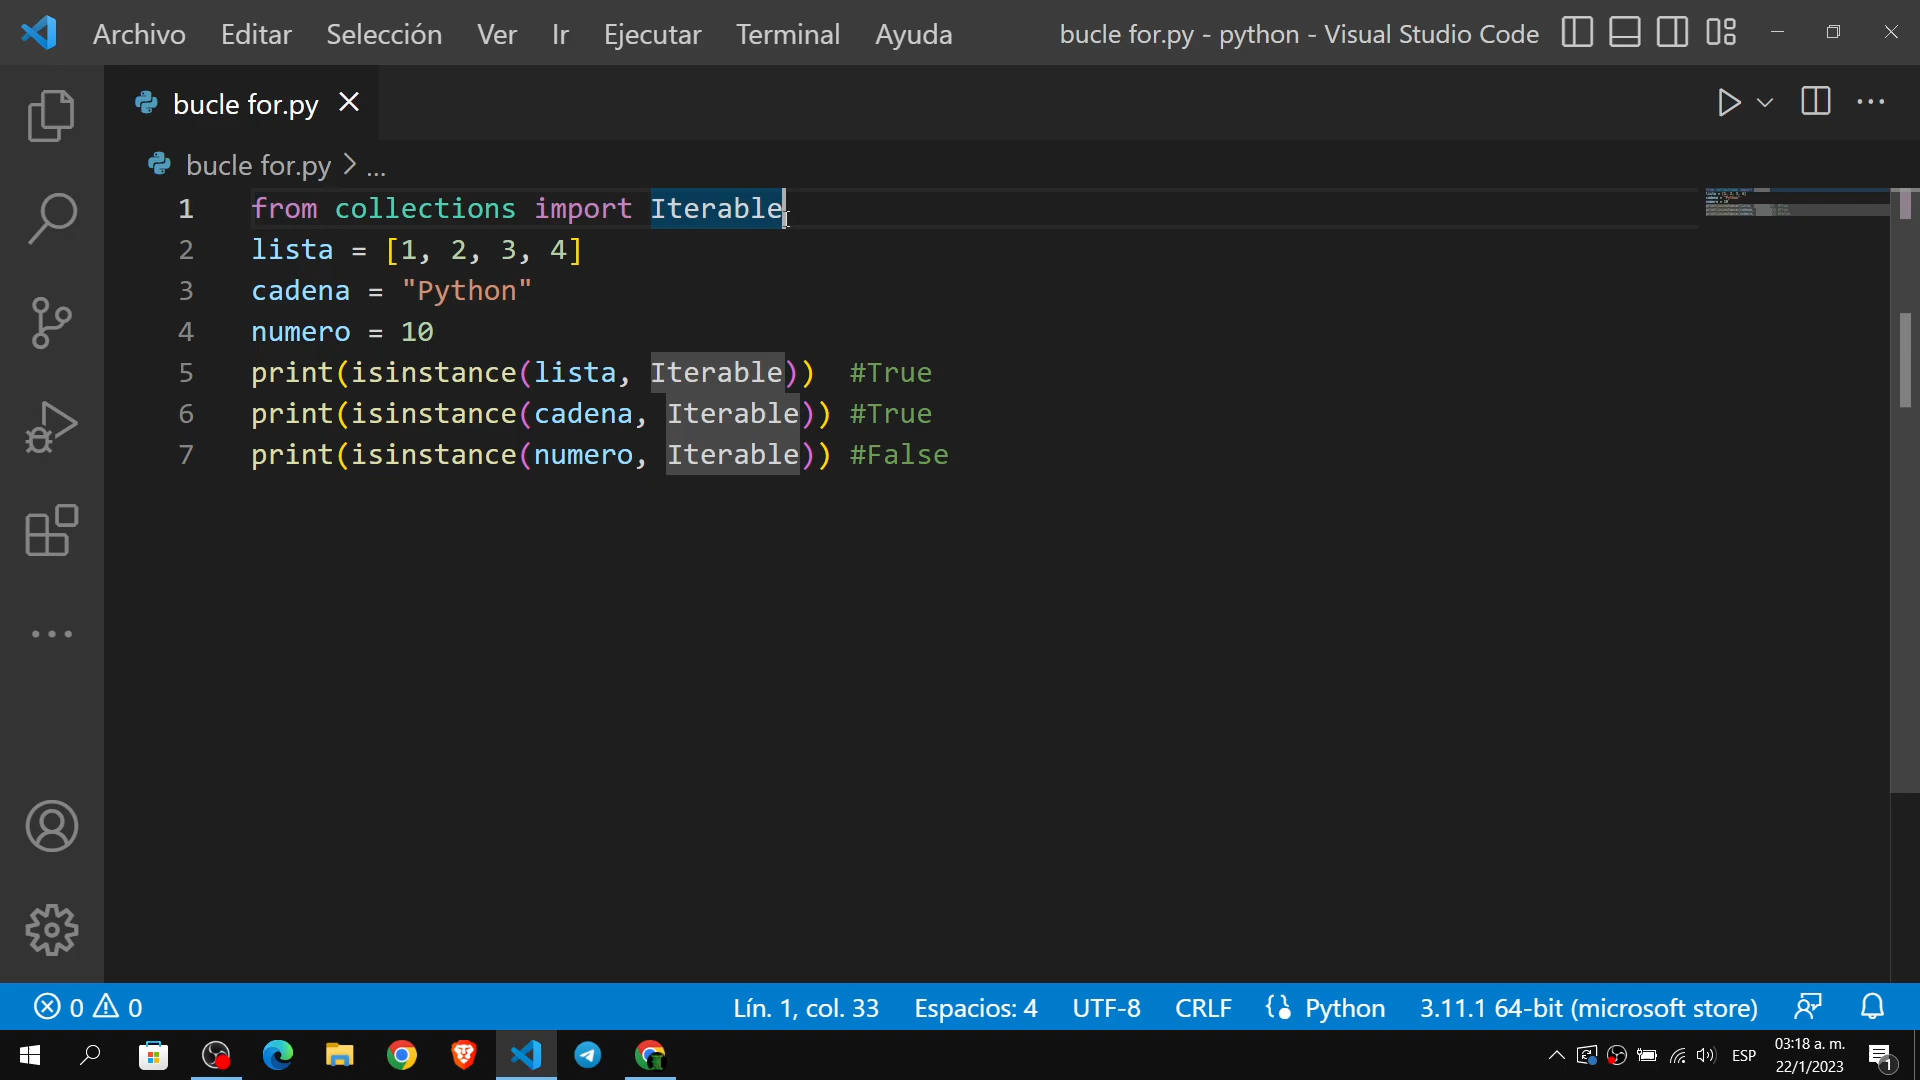 Archivo Editar Selección Ver Ir Ejecutar Terminal Ayuda bucle for.py - python - Visual Studio Code
bucle for.py
bucle for.py > ...
1 from collections import Iterable
2 lista = [1, 2, 3, 4]
3 cadena = "Python"
4 numero = 10
5 print(isinstance(lista, Iterable))  #True
6 print(isinstance(cadena, Iterable)) #True
7 print(isinstance(numero, Iterable)) #False
0 0 Lín. 1, col. 33 Espacios: 4 UTF-8 CRLF Python 3.11.1 64-bit (microsoft store)
ESP 03:18 a. m.
22/1/2023
1